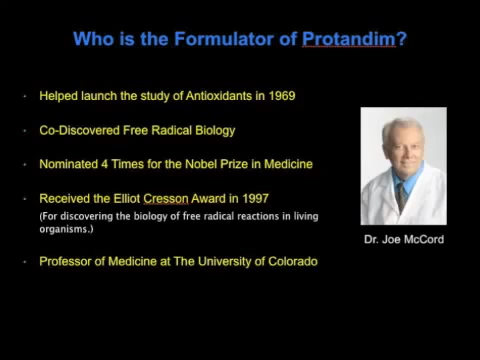 Who is the Formulator of Protandim?
Helped launch the study of Antioxidants in 1969
Co-Discovered Free Radical Biology
Nominated 4 Times for the Nobel Prize in Medicine
Received the Elliot Cresson Award in 1997
(For discovering the biology of free radical reactions in living
organisms.)
Professor of Medicine at The University of Colorado
Dr. Joe McCord